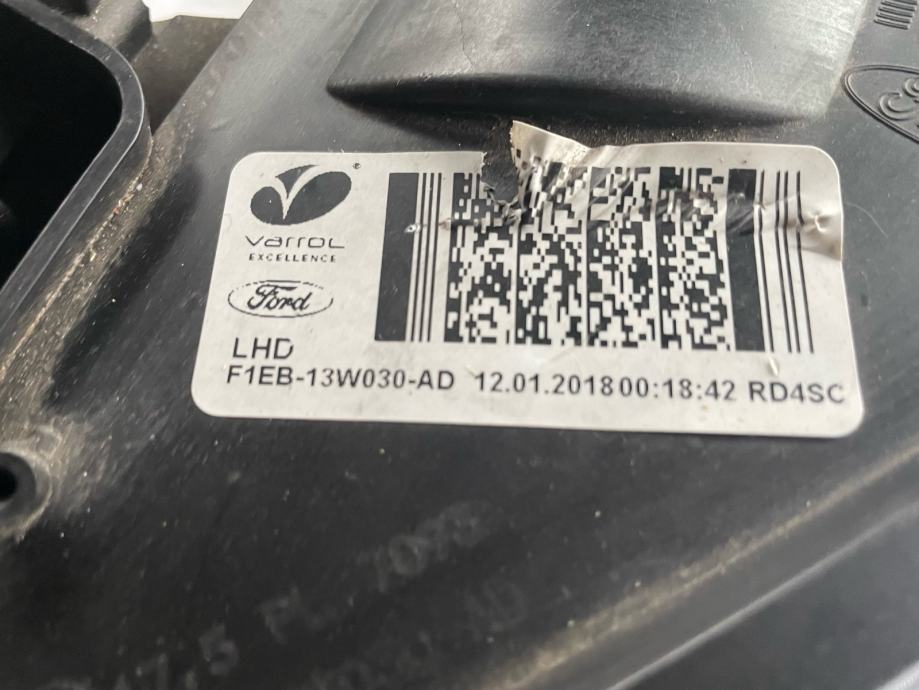 varroc
EXCELLENCE
Ford
LHD
F1EB-13W030-AD 12.01.2018 00:18:42 RD4SC